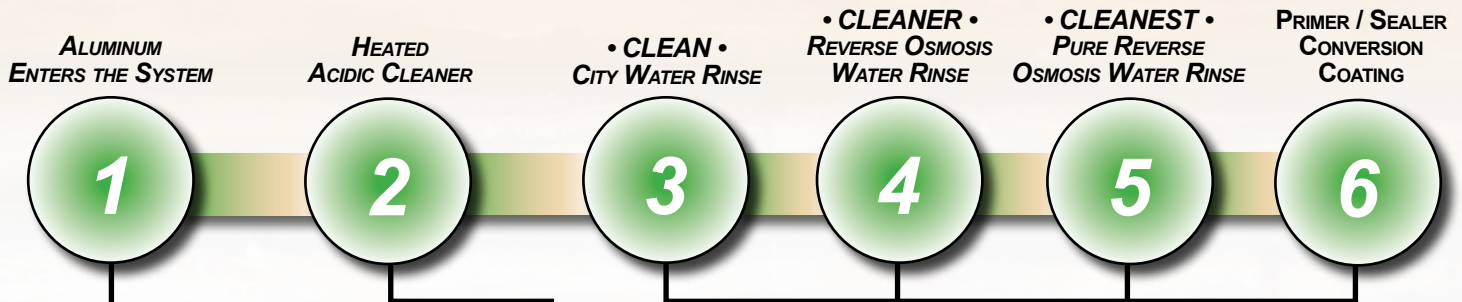 ALUMINUM
ENTERS THE SYSTEM
HEATED
ACIDIC CLEANER
• CLEAN •
CITY WATER RINSE
• CLEANER •
REVERSE OSMOSIS
WATER RINSE
• CLEANEST •
PURE REVERSE
OSMOSIS WATER RINSE
PRIMER / SEALER
CONVERSION
COATING
1
2
3
4
5
6